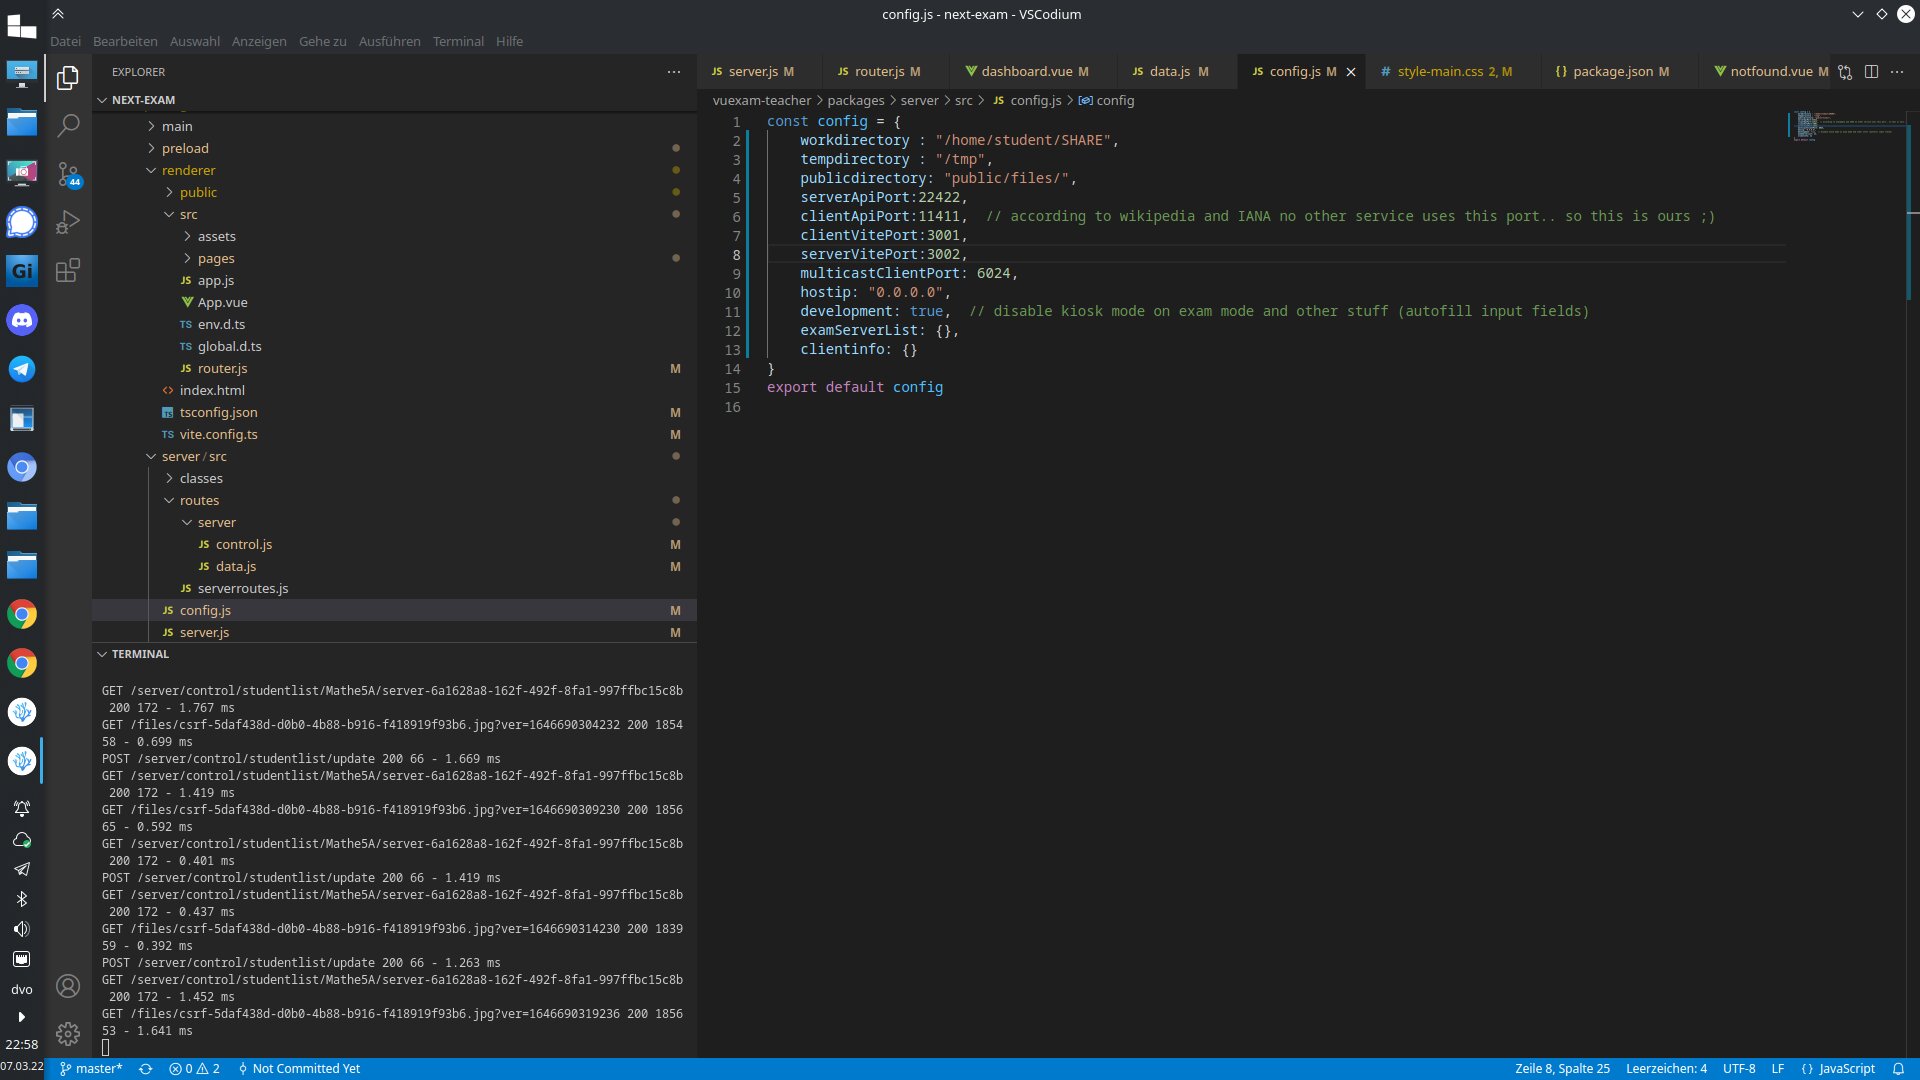 config.js - next-exam - VSCodium
Datei Bearbeiten Auswahl Anzeigen Gehe zu Ausführen Terminal Hilfe
EXPLORER
NEXT-EXAM
main
preload
renderer
public
src
assets
pages
JS app.js
App.vue
TS env.d.ts
TS global.d.ts
JS router.js M
<> index.html
TS tsconfig.json M
TS vite.config.ts M
server/src
classes
routes
server
JS control.js M
JS data.js M
JS serverroutes.js
JS config.js M
JS server.js M
TERMINAL
GET /server/control/studentlist/Mathe5A/server-6a1628a8-162f-492f-8fa1-997ffbc15c8b
200 172 - 1.767 ms
GET /files/csrf-5daf438d-d0b0-4b88-b916-f418919f93b6.jpg?ver=1646690304232 200 1854
58 - 0.699 ms
POST /server/control/studentlist/update 200 66 - 1.669 ms
GET /server/control/studentlist/Mathe5A/server-6a1628a8-162f-492f-8fa1-997ffbc15c8b
200 172 - 1.419 ms
GET /files/csrf-5daf438d-d0b0-4b88-b916-f418919f93b6.jpg?ver=1646690309230 200 1856
65 - 0.592 ms
GET /server/control/studentlist/Mathe5A/server-6a1628a8-162f-492f-8fa1-997ffbc15c8b
200 172 - 0.401 ms
POST /server/control/studentlist/update 200 66 - 1.419 ms
GET /server/control/studentlist/Mathe5A/server-6a1628a8-162f-492f-8fa1-997ffbc15c8b
200 172 - 0.437 ms
GET /files/csrf-5daf438d-d0b0-4b88-b916-f418919f93b6.jpg?ver=1646690314230 200 1839
59 - 0.392 ms
POST /server/control/studentlist/update 200 66 - 1.263 ms
GET /server/control/studentlist/Mathe5A/server-6a1628a8-162f-492f-8fa1-997ffbc15c8b
200 172 - 1.452 ms
GET /files/csrf-5daf438d-d0b0-4b88-b916-f418919f93b6.jpg?ver=1646690319236 200 1856
53 - 1.641 ms
JS server.js M JS router.js M dashboard.vue M JS data.js M JS config.js M # style-main.css 2, M {} package.json M notfound.vue M
vuexam-teacher > packages > server > src > JS config.js > config
1 const config = {
2 workdirectory : "/home/student/SHARE",
3 tempdirectory : "/tmp",
4 publicdirectory: "public/files/",
5 serverApiPort:22422,
6 clientApiPort:11411, // according to wikipedia and IANA no other service uses this port.. so this is ours ;)
7 clientVitePort:3001,
8 serverVitePort:3002,
9 multicastClientPort: 6024,
10 hostip: "0.0.0.0",
11 development: true, // disable kiosk mode on exam mode and other stuff (autofill input fields)
12 examServerList: {},
13 clientinfo: {}
14 }
15 export default config
16
44
Gi
dvo
22:58
07.03.22
master* 0 2 Not Committed Yet
Zeile 8, Spalte 25 Leerzeichen: 4 UTF-8 LF {} JavaScript